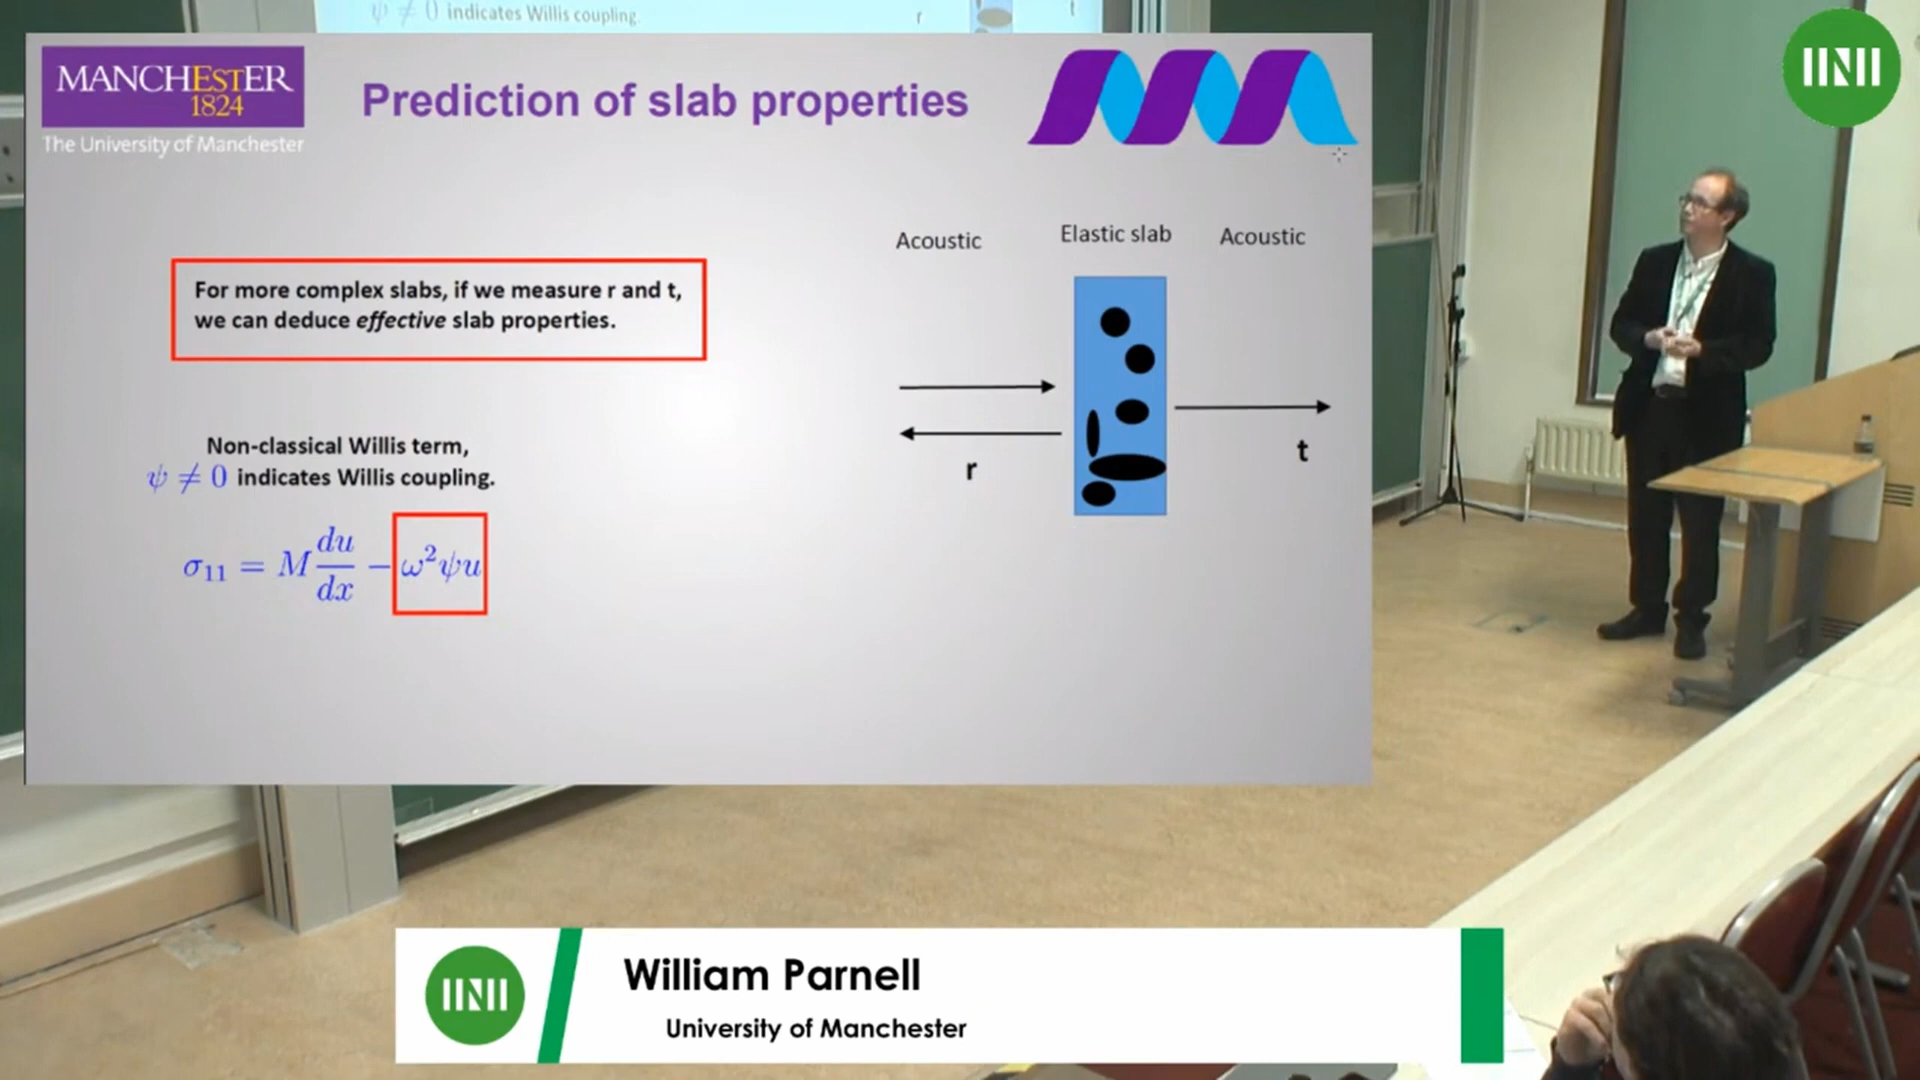 ψ ≠ 0 indicates Willis coupling.
r
t
MANCHESTER
1824
The University of Manchester
Prediction of slab properties
For more complex slabs, if we measure r and t,
we can deduce effective slab properties.
Acoustic
Elastic slab
Acoustic
r
t
Non-classical Willis term,
ψ ≠ 0 indicates Willis coupling.
σ₁₁ = M du/dx − ω²ψu
William Parnell
University of Manchester